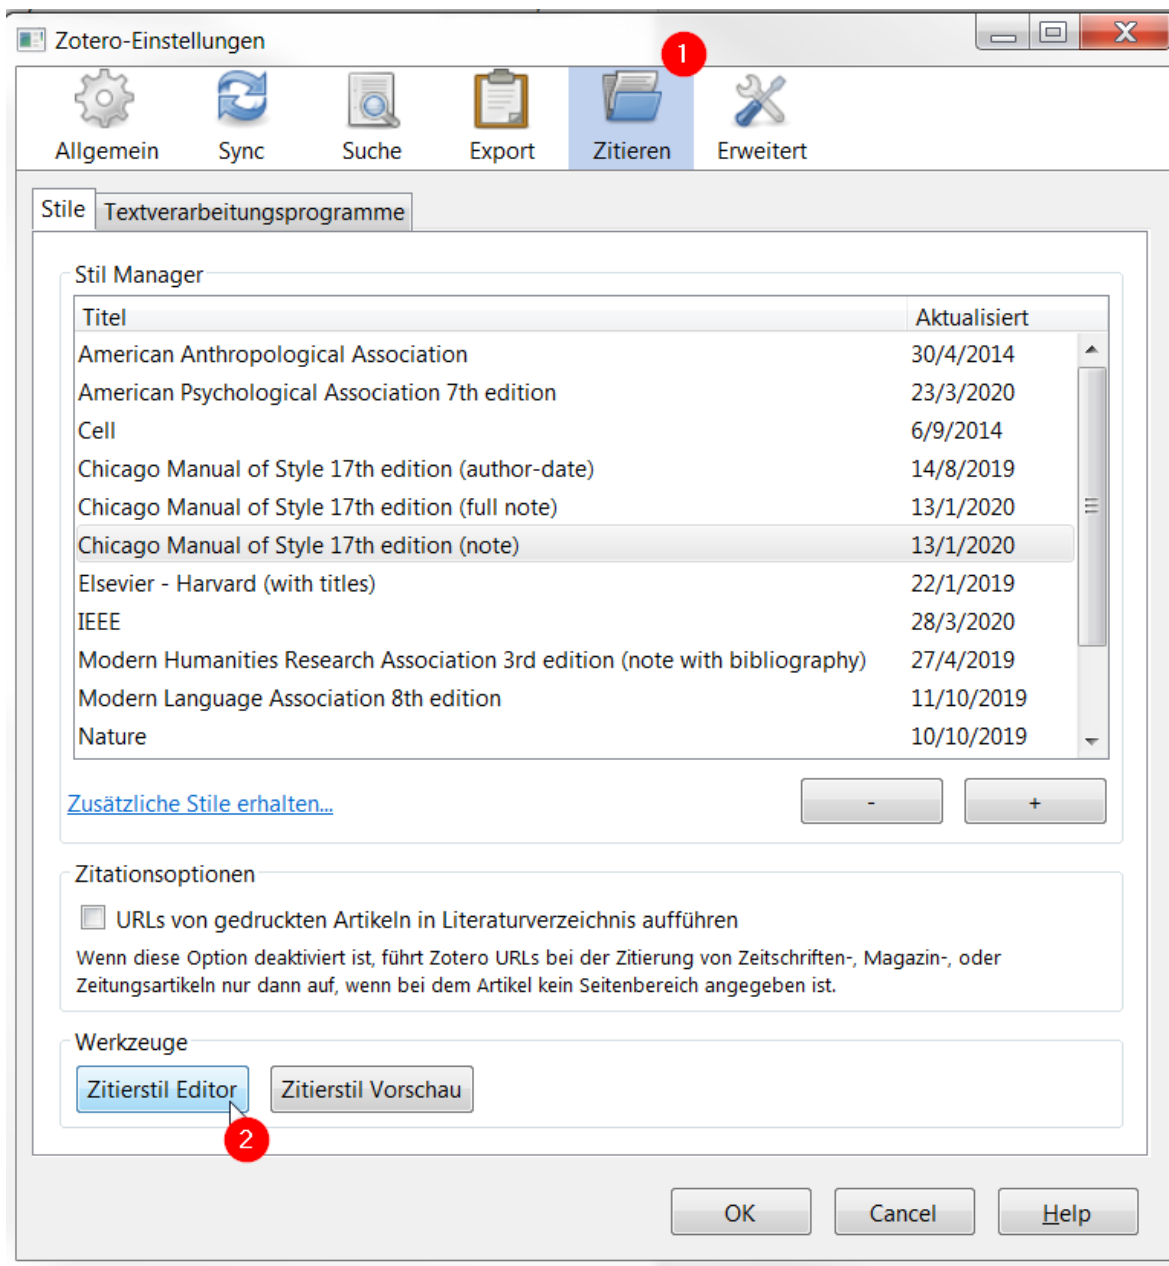 Zotero-Einstellungen
1
Allgemein Sync Suche Export Zitieren Erweitert
Stile Textverarbeitungsprogramme
Stil Manager
Titel Aktualisiert
American Anthropological Association 30/4/2014
American Psychological Association 7th edition 23/3/2020
Cell 6/9/2014
Chicago Manual of Style 17th edition (author-date) 14/8/2019
Chicago Manual of Style 17th edition (full note) 13/1/2020
Chicago Manual of Style 17th edition (note) 13/1/2020
Elsevier - Harvard (with titles) 22/1/2019
IEEE 28/3/2020
Modern Humanities Research Association 3rd edition (note with bibliography) 27/4/2019
Modern Language Association 8th edition 11/10/2019
Nature 10/10/2019
Zusätzliche Stile erhalten... - +
Zitationsoptionen
URLs von gedruckten Artikeln in Literaturverzeichnis aufführen
Wenn diese Option deaktiviert ist, führt Zotero URLs bei der Zitierung von Zeitschriften-, Magazin-, oder
Zeitungsartikeln nur dann auf, wenn bei dem Artikel kein Seitenbereich angegeben ist.
Werkzeuge
Zitierstil Editor Zitierstil Vorschau
2
OK Cancel Help